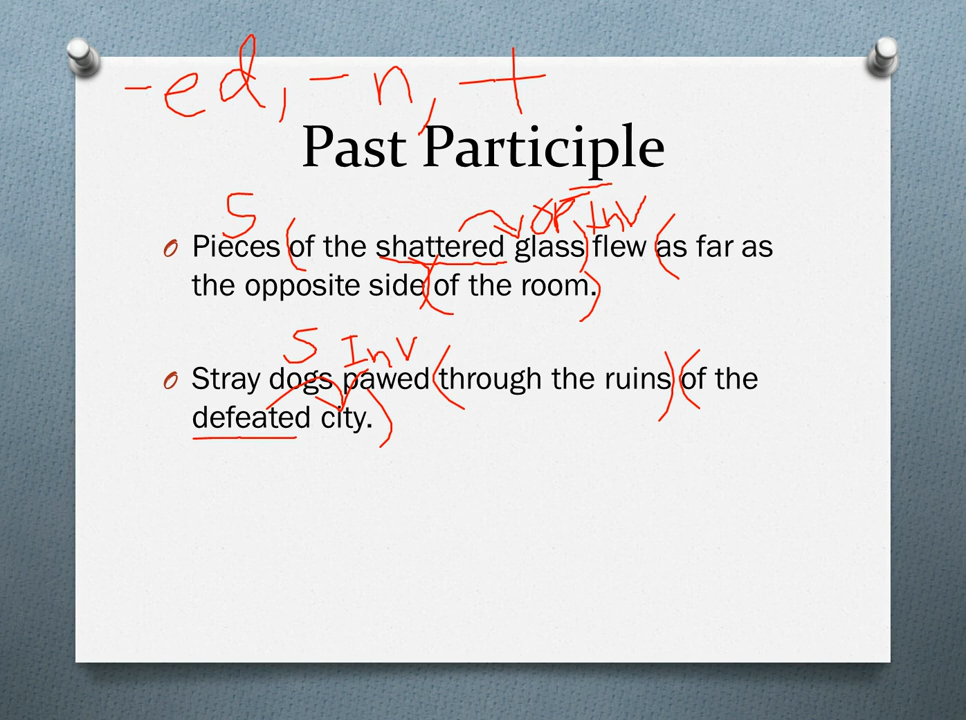 -ed, -n, -t
Past Participle
S OP InV
Pieces of the shattered glass flew as far as
the opposite side of the room.
S InV
Stray dogs pawed through the ruins of the
defeated city.